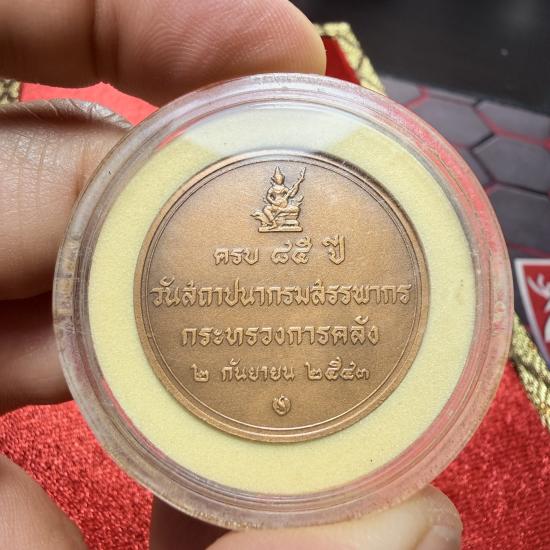 ครบ ๘๕ ปี
วันสถาปนากรมสรรพากร
กระทรวงการคลัง
๒ กันยายน ๒๕๔๓